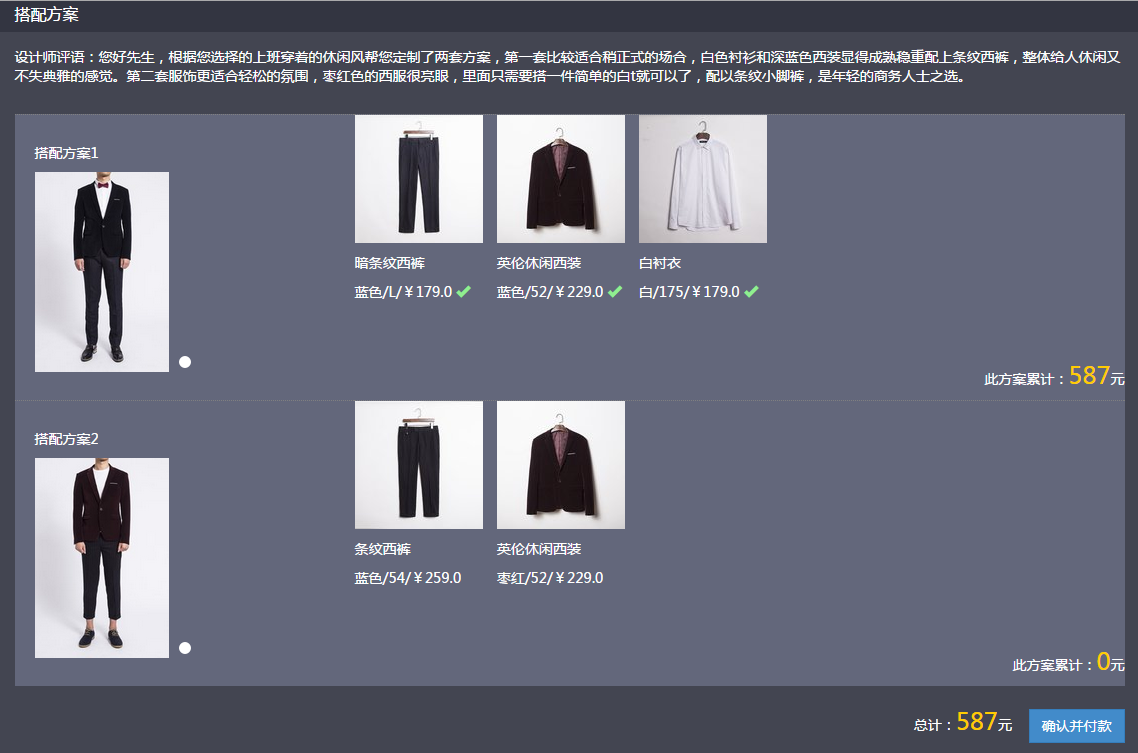 搭配方案
设计师评语：您好先生，根据您选择的上班穿着的休闲风帮您定制了两套方案，第一套比较适合稍正式的场合，白色衬衫和深蓝色西装显得成熟稳重配上条纹西裤，整体给人休闲又
不失典雅的感觉。第二套服饰更适合轻松的氛围，枣红色的西服很亮眼，里面只需要搭一件简单的白t就可以了，配以条纹小脚裤，是年轻的商务人士之选。
搭配方案1
暗条纹西裤 英伦休闲西装 白衬衣
蓝色/L/￥179.0 蓝色/52/￥229.0 白/175/￥179.0
此方案累计：587元
搭配方案2
条纹西裤 英伦休闲西装
蓝色/54/￥259.0 枣红/52/￥229.0
此方案累计：0元
总计：587元 确认并付款